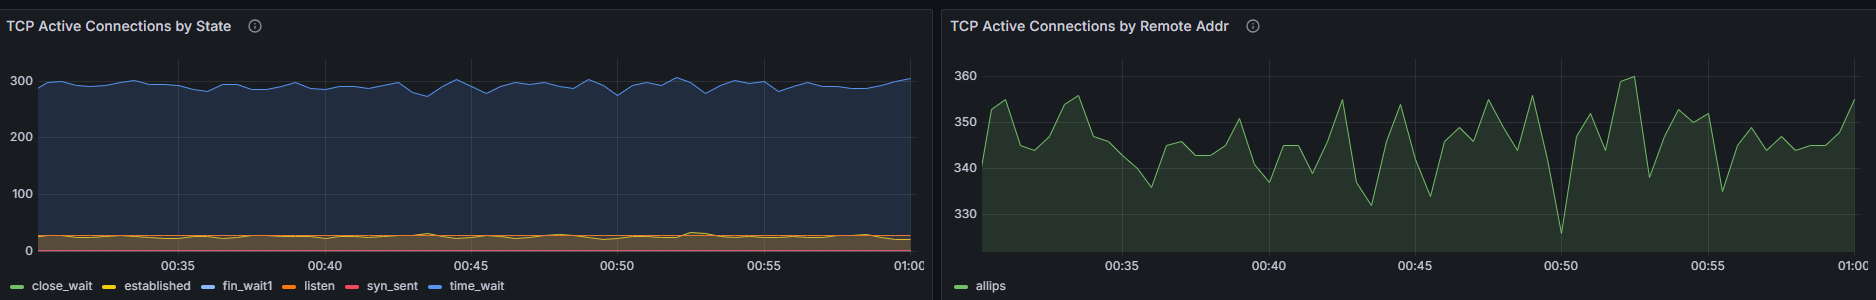 TCP Active Connections by State
300
200
100
0
00:35 00:40 00:45 00:50 00:55 01:00
close_wait established fin_wait1 listen syn_sent time_wait
TCP Active Connections by Remote Addr
360
350
340
330
00:35 00:40 00:45 00:50 00:55 01:00
allips